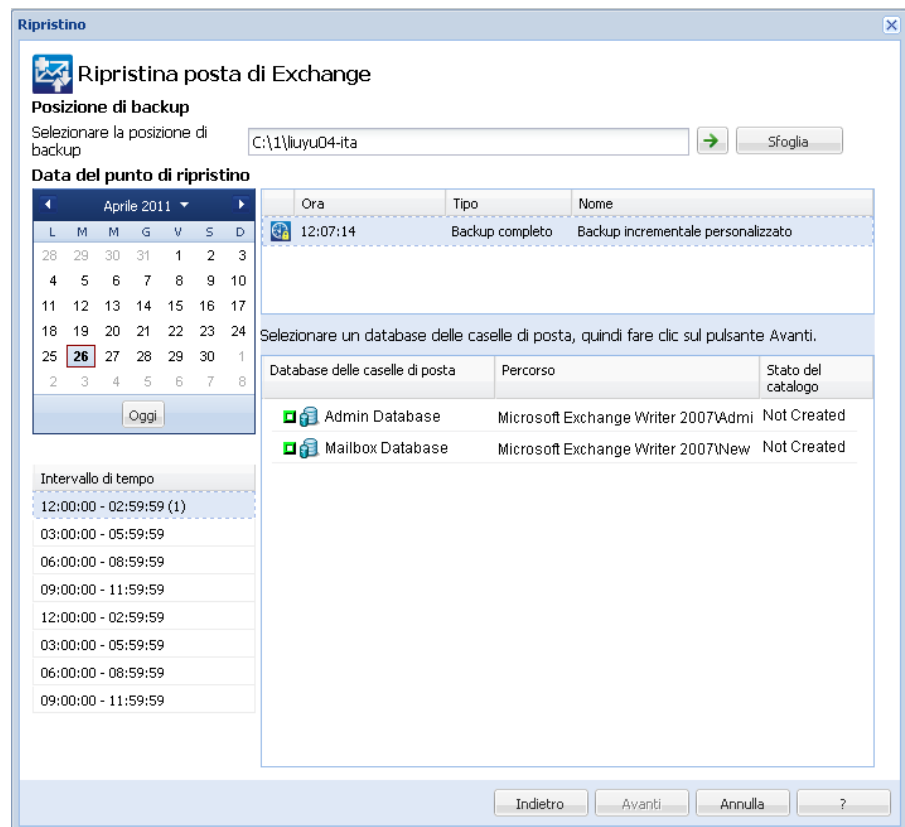 Ripristino
Ripristina posta di Exchange
Posizione di backup
Selezionare la posizione di
backup
C:\1\liuyu04-ita
Sfoglia
Data del punto di ripristino
Aprile 2011
L M M G V S D
28 29 30 31 1 2 3
4 5 6 7 8 9 10
11 12 13 14 15 16 17
18 19 20 21 22 23 24
25 26 27 28 29 30 1
2 3 4 5 6 7 8
Oggi
Ora Tipo Nome
12:07:14 Backup completo Backup incrementale personalizzato
Selezionare un database delle caselle di posta, quindi fare clic sul pulsante Avanti.
Database delle caselle di posta Percorso Stato del
catalogo
Admin Database Microsoft Exchange Writer 2007\Admi Not Created
Mailbox Database Microsoft Exchange Writer 2007\New Not Created
Intervallo di tempo
12:00:00 - 02:59:59 (1)
03:00:00 - 05:59:59
06:00:00 - 08:59:59
09:00:00 - 11:59:59
12:00:00 - 02:59:59
03:00:00 - 05:59:59
06:00:00 - 08:59:59
09:00:00 - 11:59:59
Indietro Avanti Annulla ?